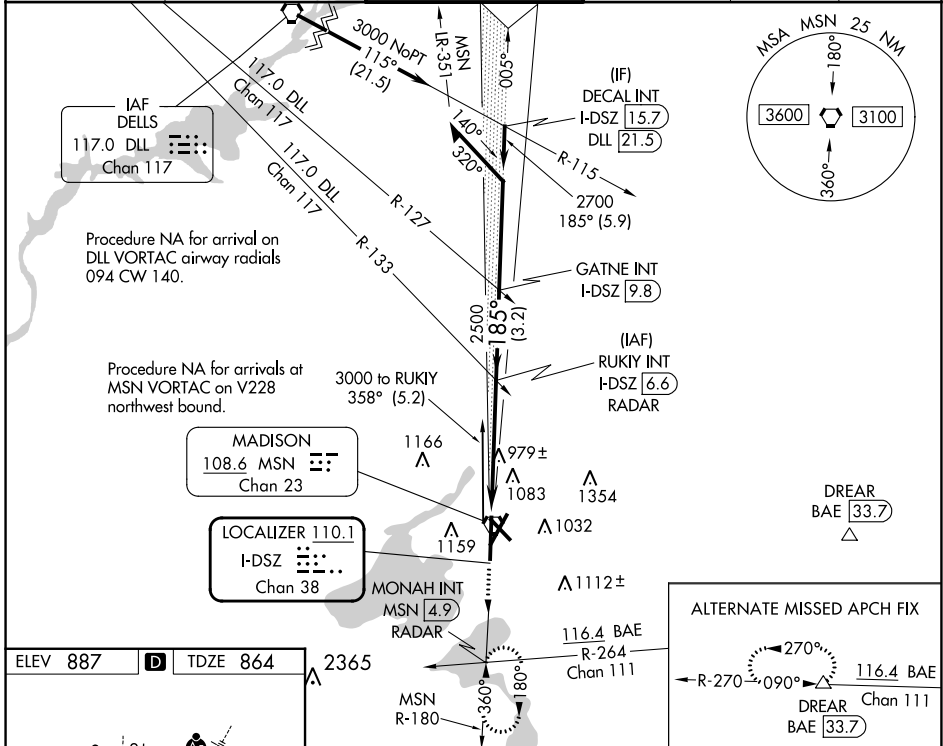 3000 NoPT
115°
(21.5)
MSN
LR-351
005°
MSA MSN 25 NM
180°
3600
3100
360°
(IF)
DECAL INT
I-DSZ 15.7
DLL 21.5
117.0 DLL
Chan 117
IAF
DELLS
117.0 DLL
Chan 117
140°
320°
R-115
2700
185° (5.9)
117.0 DLL
Chan 117
R-127
R-133
Procedure NA for arrival on
DLL VORTAC airway radials
094 CW 140.
GATNE INT
I-DSZ 9.8
2500
185°
(3.2)
(IAF)
RUKIY INT
I-DSZ 6.6
RADAR
Procedure NA for arrivals at
MSN VORTAC on V228
northwest bound.
3000 to RUKIY
358° (5.2)
MADISON
108.6 MSN
Chan 23
1166
979±
1083
1354
DREAR
BAE 33.7
LOCALIZER 110.1
I-DSZ
Chan 38
1159
1032
MONAH INT
MSN 4.9
RADAR
1112±
116.4 BAE
R-264
Chan 111
ALTERNATE MISSED APCH FIX
270°
R-270
090°
116.4 BAE
Chan 111
DREAR
BAE 33.7
ELEV 887 D TDZE 864
2365
MSN
R-180
360°
180°